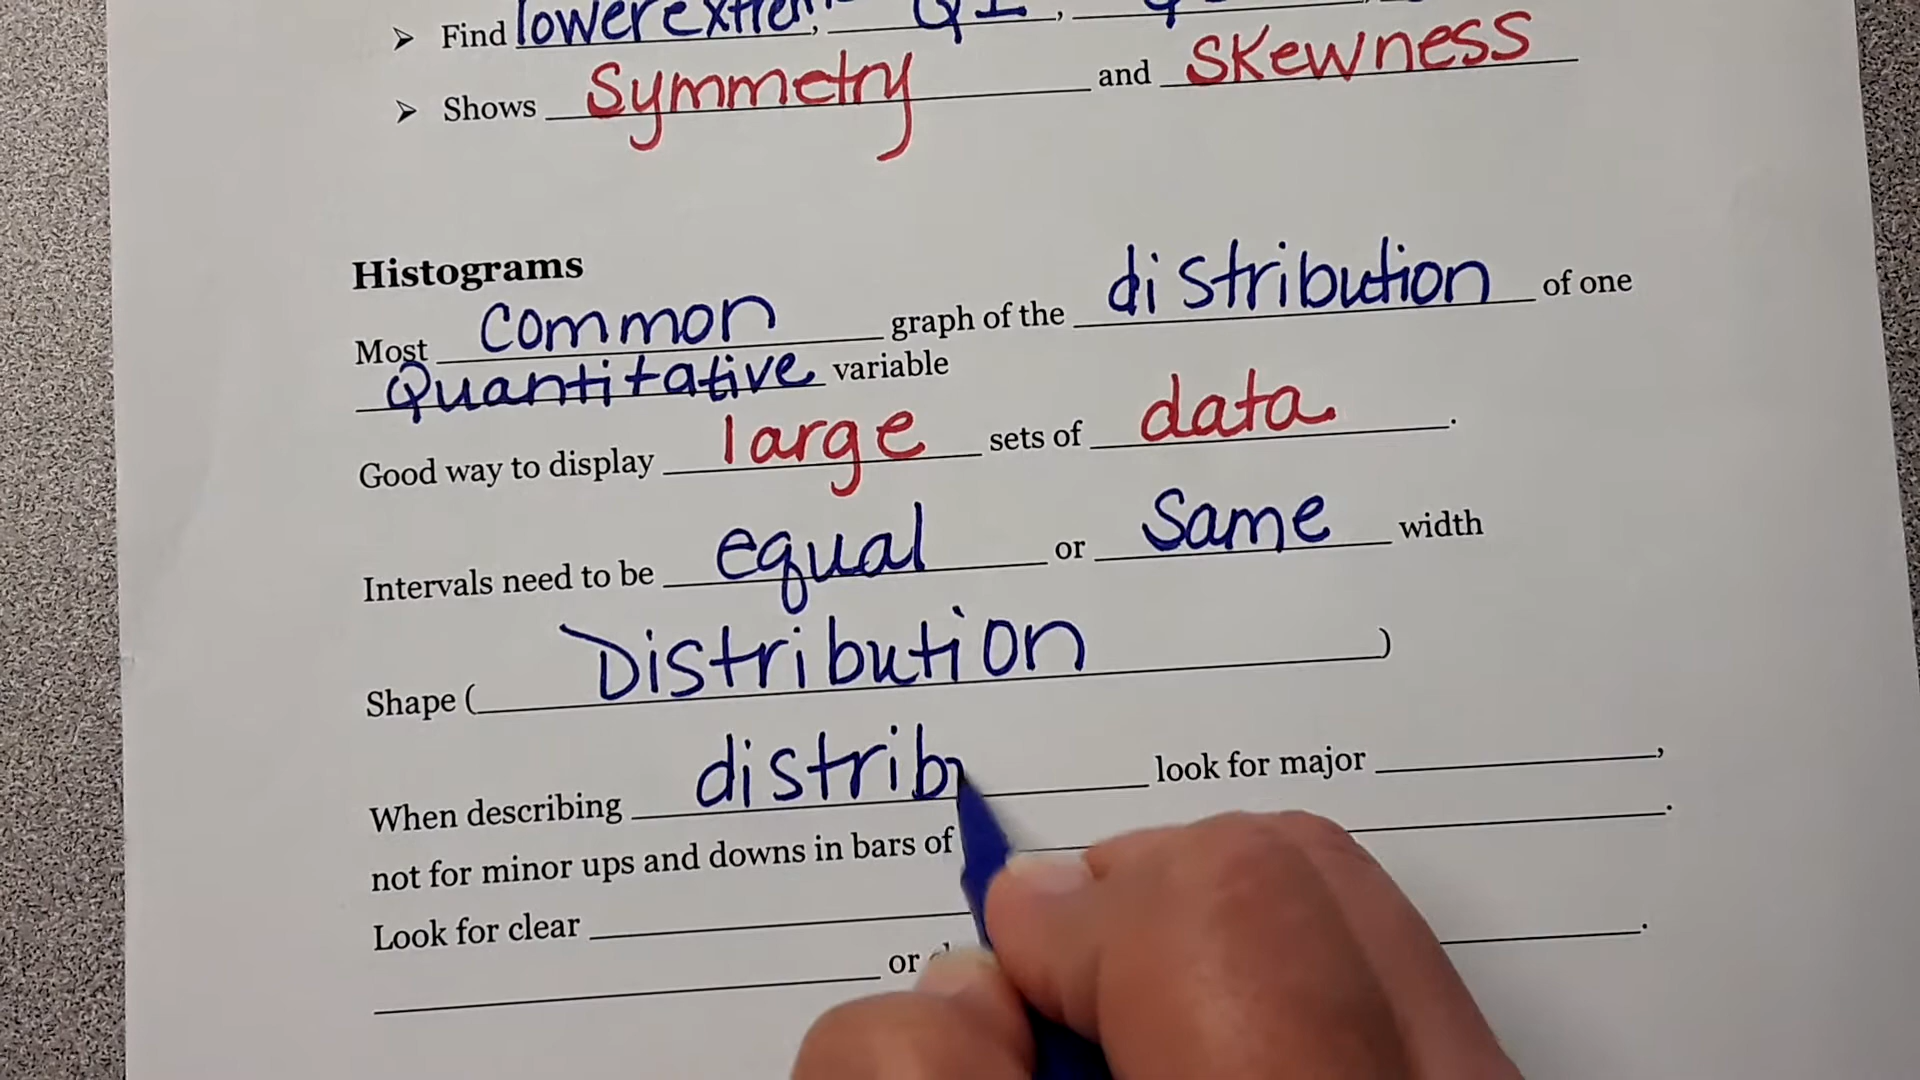 ➤ Find lower extrem, Q1,
➤ Shows Symmetry and Skewness
Histograms
Most common graph of the distribution of one
Quantitative variable
Good way to display large sets of data.
Intervals need to be equal or Same width
Shape (Distribution)
When describing distrib look for major ,
not for minor ups and downs in bars of .
Look for clear .
or